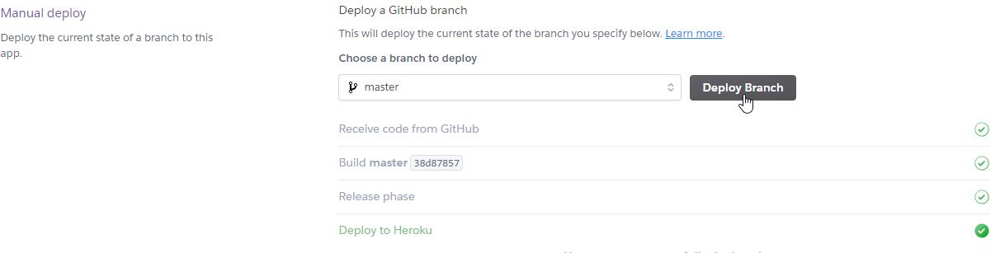 Manual deploy
Deploy the current state of a branch to this
app.
Deploy a GitHub branch
This will deploy the current state of the branch you specify below. Learn more.
Choose a branch to deploy
master
Deploy Branch
Receive code from GitHub
Build master 38d87857
Release phase
Deploy to Heroku